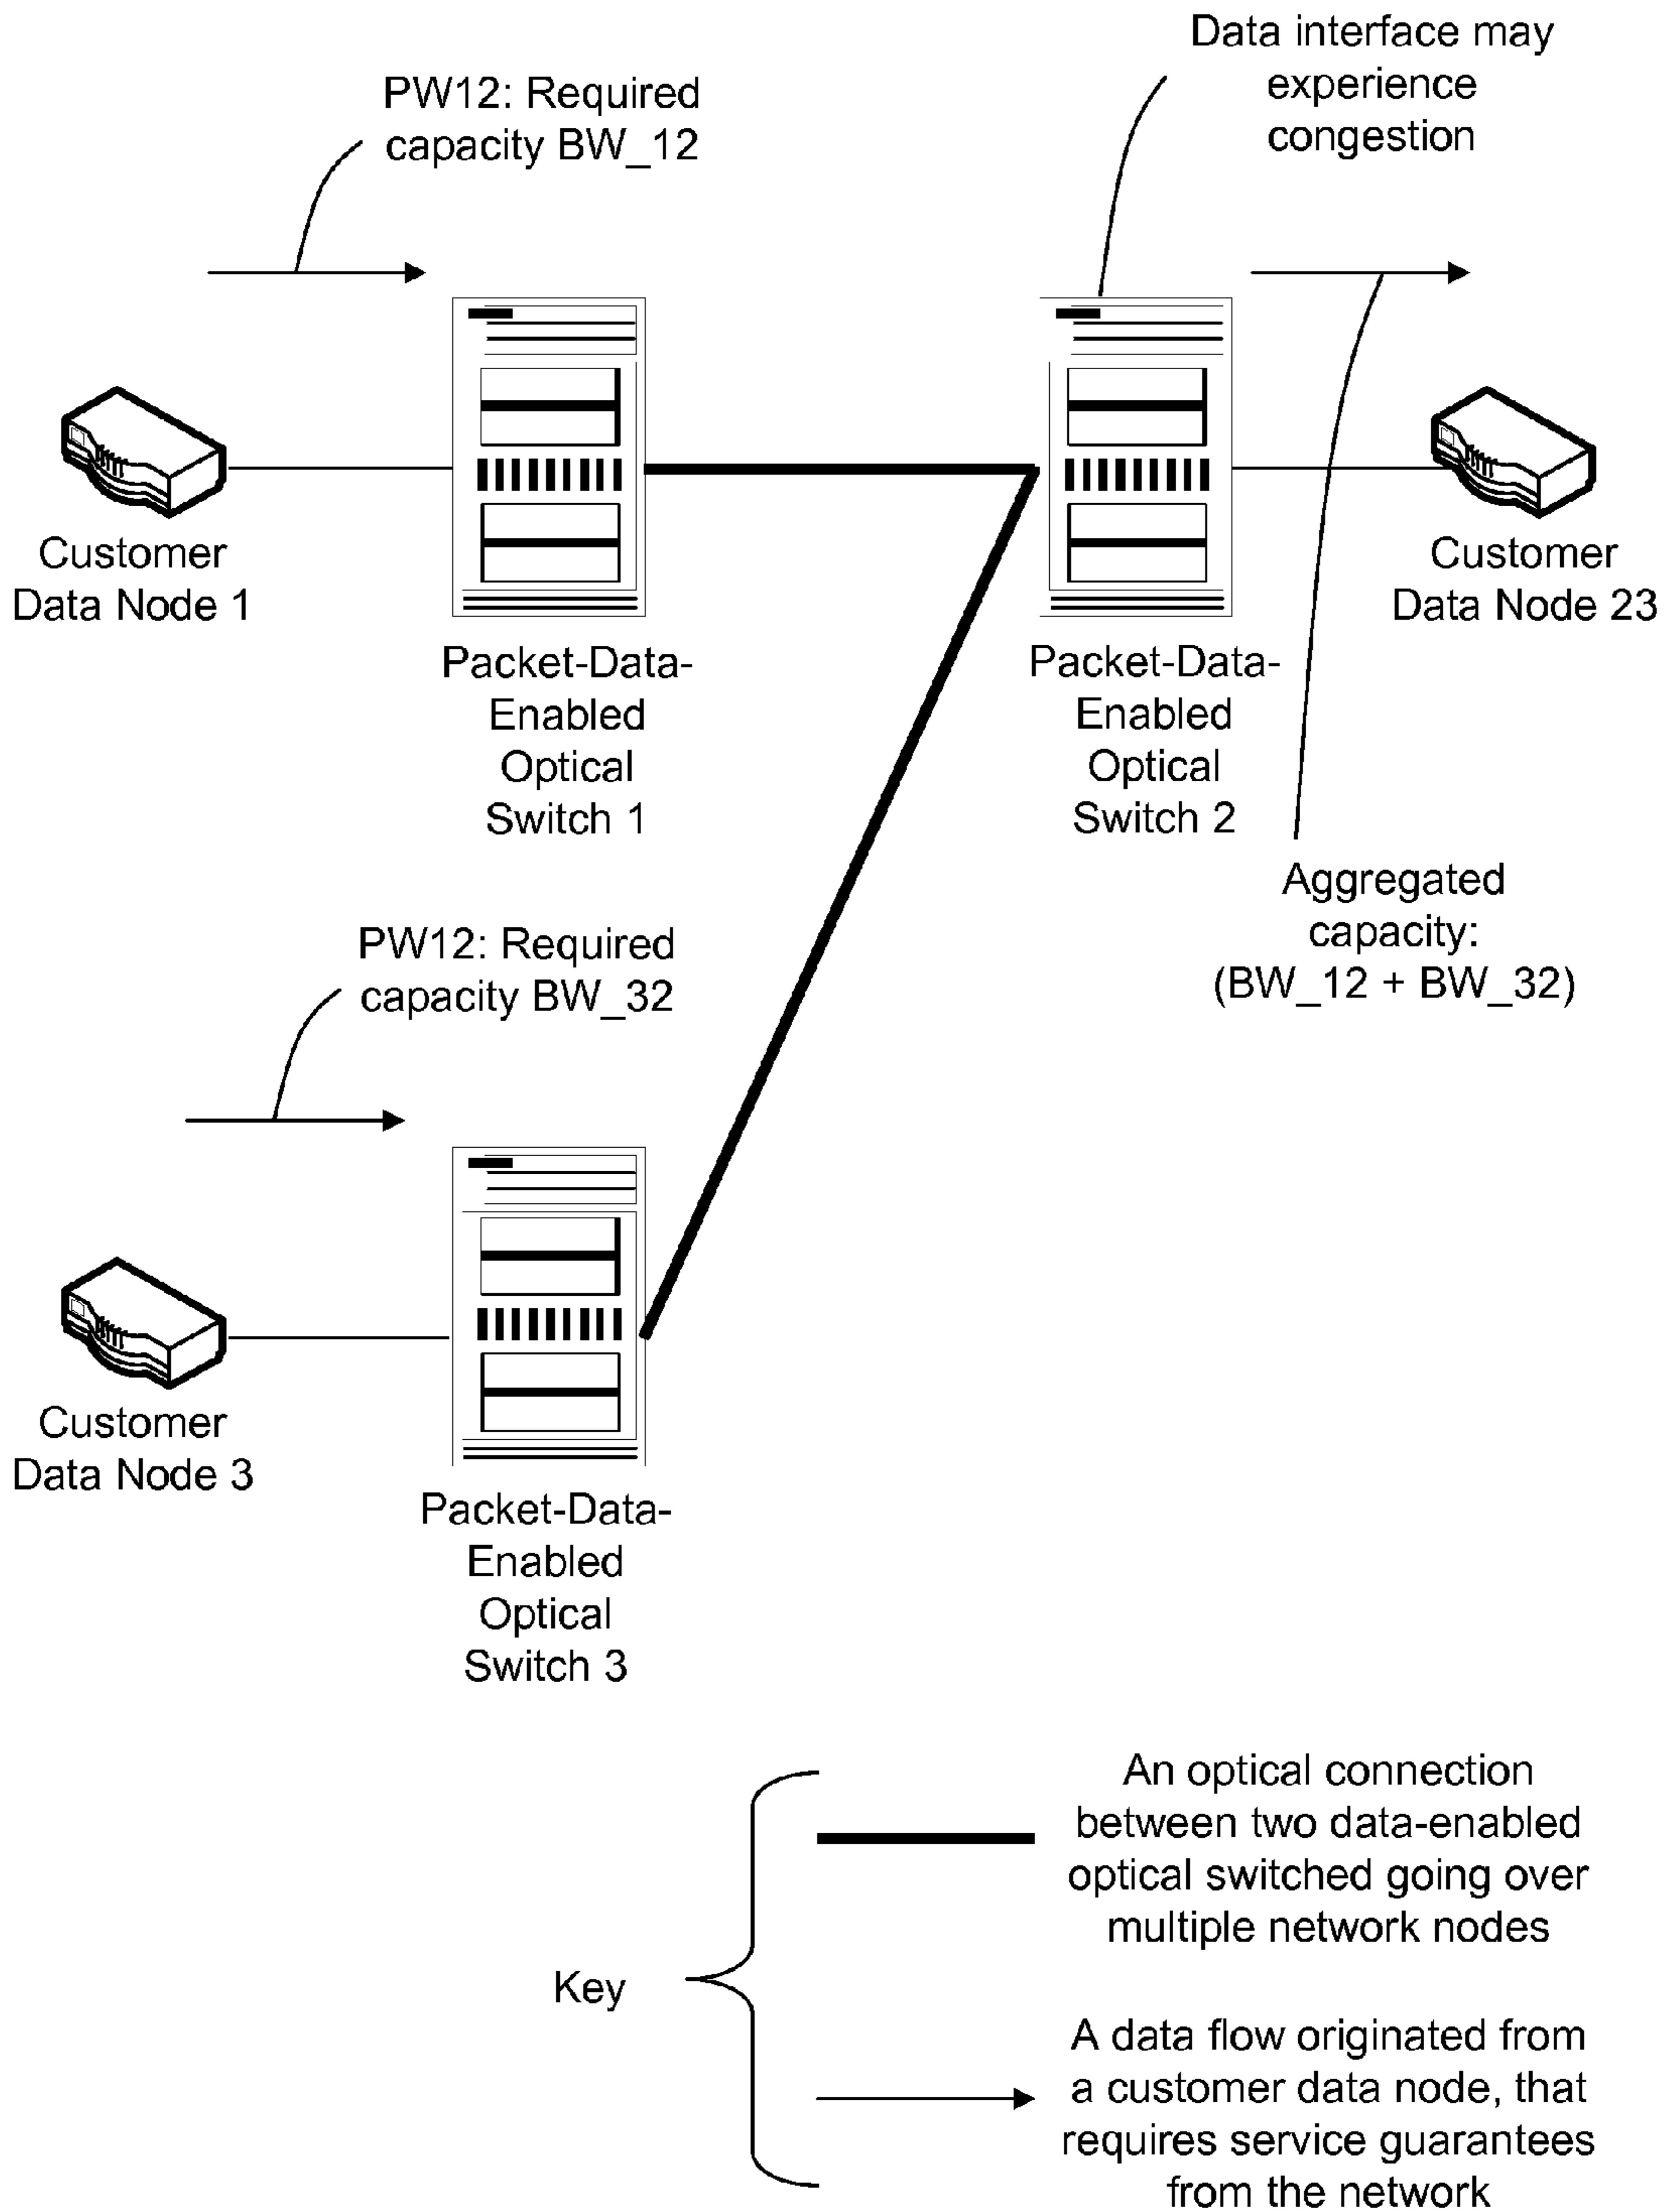 Data interface may
experience
congestion
PW12: Required
capacity BW_12
Customer
Data Node 1
Packet-Data-
Enabled
Optical
Switch 1
Packet-Data-
Enabled
Optical
Switch 2
Customer
Data Node 23
Aggregated
capacity:
(BW_12 + BW_32)
PW12: Required
capacity BW_32
Customer
Data Node 3
Packet-Data-
Enabled
Optical
Switch 3
Key
An optical connection
between two data-enabled
optical switched going over
multiple network nodes
A data flow originated from
a customer data node, that
requires service guarantees
from the network